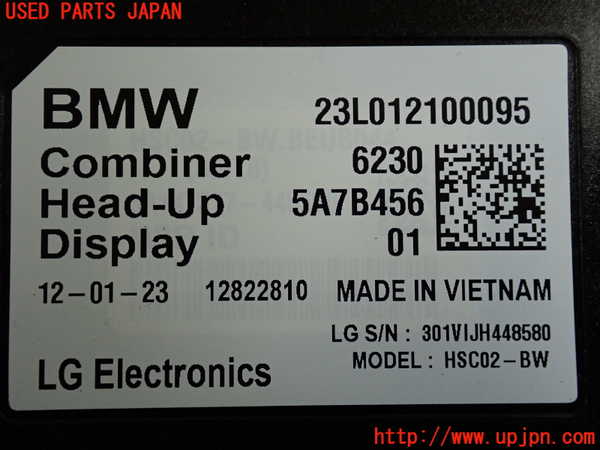 USED PARTS JAPAN
BMW 23L012100095
Combiner 6230
Head-Up 5A7B456
Display 01
12-01-23 12822810 MADE IN VIETNAM
LG S/N : 301VIJH448580
MODEL : HSC02-BW
LG Electronics
http://www.upjpn.com